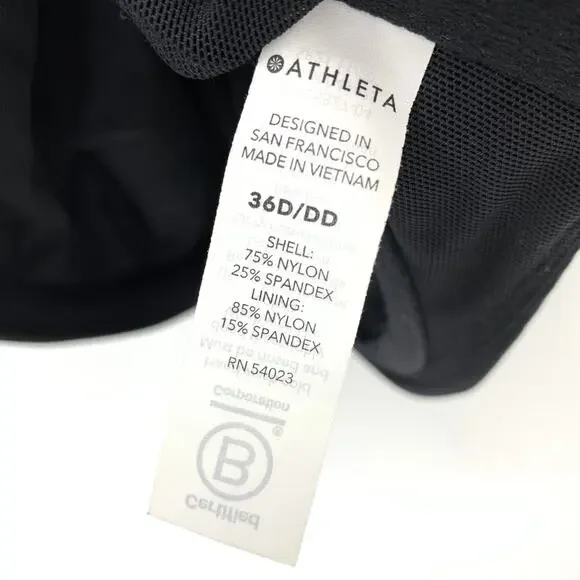 ATHLETA
DESIGNED IN
SAN FRANCISCO
MADE IN VIETNAM
36D/DD
SHELL:
75% NYLON
25% SPANDEX
LINING:
85% NYLON
15% SPANDEX
RN 54023
Corporation
®
B
Certified